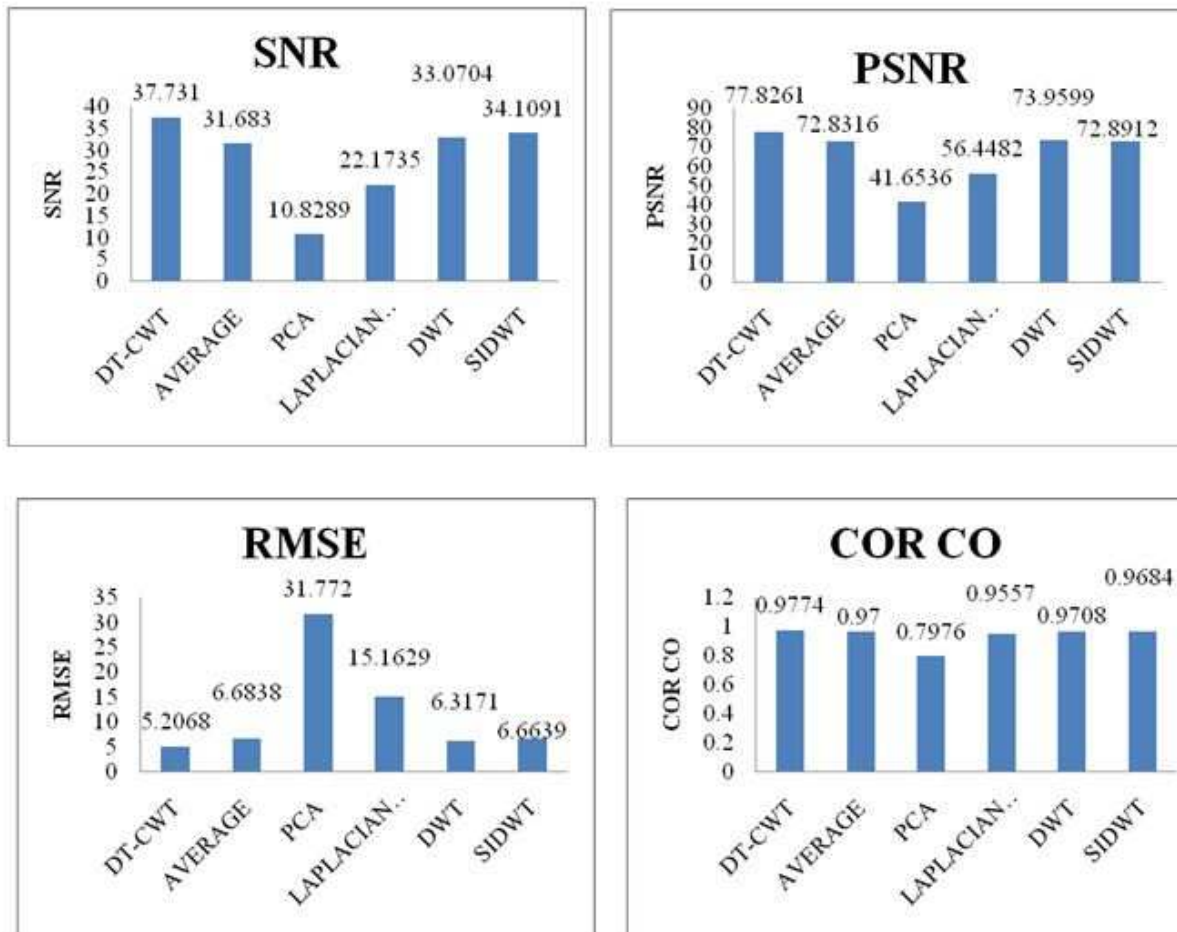 SNR
37.731
31.683
10.8289
22.1735
33.0704
34.1091
40
35
30
25
20
15
10
5
0
SNR
DT-CWT
AVERAGE
PCA
LAPLACIAN..
DWT
SIDWT
PSNR
77.8261
72.8316
41.6536
56.4482
73.9599
72.8912
90
80
70
60
50
40
30
20
10
0
PSNR
DT-CWT
AVERAGE
PCA
LAPLACIAN..
DWT
SIDWT
RMSE
5.2068
6.6838
31.772
15.1629
6.3171
6.6639
35
30
25
20
15
10
5
0
RMSE
DT-CWT
AVERAGE
PCA
LAPLACIAN..
DWT
SIDWT
COR CO
0.9774
0.97
0.7976
0.9557
0.9708
0.9684
1.2
1
0.8
0.6
0.4
0.2
0
COR CO
DT-CWT
AVERAGE
PCA
LAPLACIAN..
DWT
SIDWT